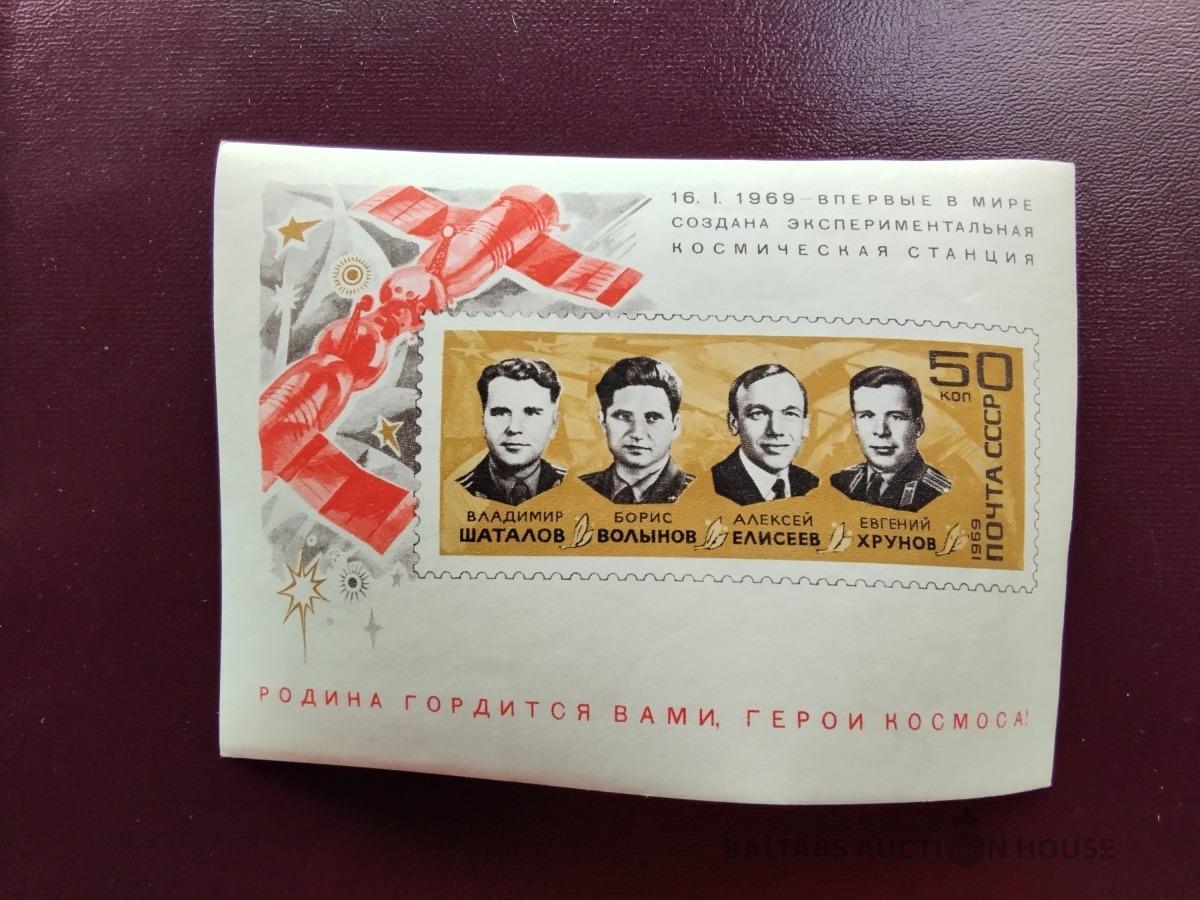 16. I. 1969 – ВПЕРВЫЕ В МИРЕ
СОЗДАНА ЭКСПЕРИМЕНТАЛЬНАЯ
КОСМИЧЕСКАЯ СТАНЦИЯ
50
КОП
ПОЧТА СССР
1969
ВЛАДИМИР
ШАТАЛОВ
БОРИС
ВОЛЫНОВ
АЛЕКСЕЙ
ЕЛИСЕЕВ
ЕВГЕНИЙ
ХРУНОВ
РОДИНА ГОРДИТСЯ ВАМИ, ГЕРОИ КОСМОСА!
BALTARS AUCTION HOUSE